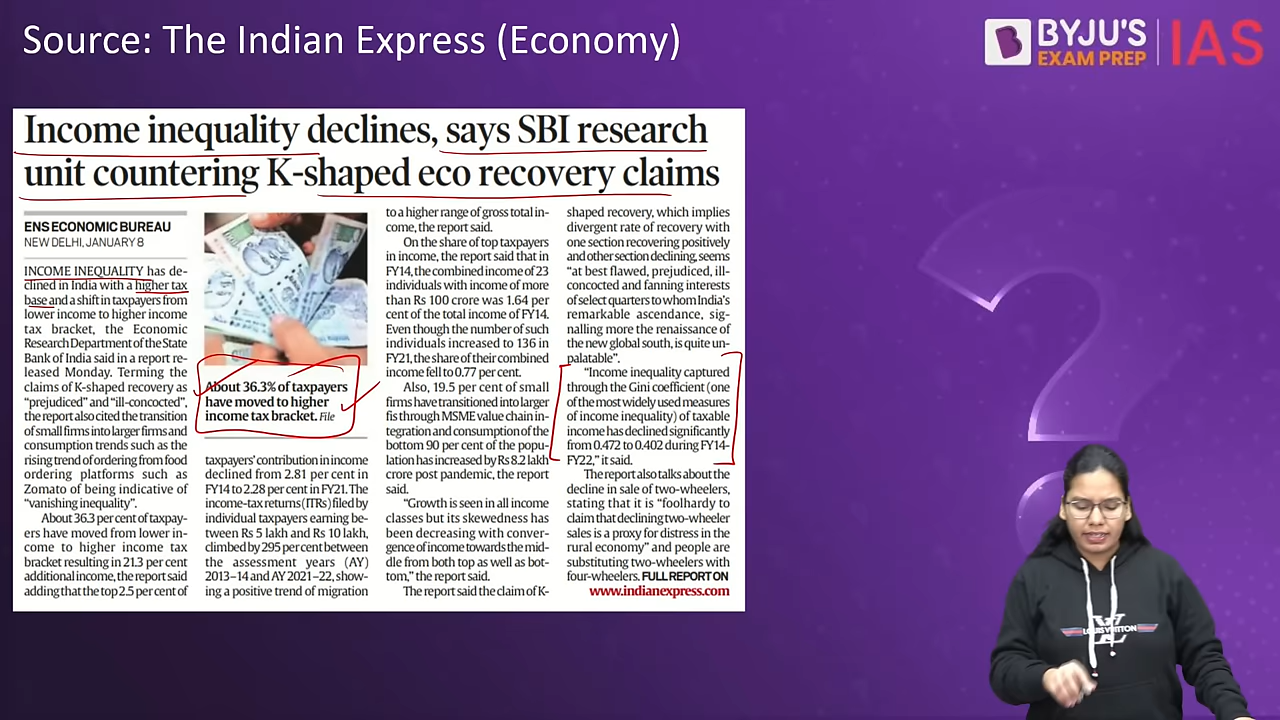 Source: The Indian Express (Economy)
BYJU'S
EXAM PREP
IAS
Income inequality declines, says SBI research
unit countering K-shaped eco recovery claims
ENS ECONOMIC BUREAU
NEW DELHI, JANUARY 8
INCOME INEQUALITY has de-
clined in India with a higher tax
base and a shift in taxpayers from
lower income to higher income
tax bracket, the Economic
Research Department of the State
Bank of India said in a report re-
leased Monday. Terming the
claims of K-shaped recovery as
“prejudiced” and “ill-concocted”,
the report also cited the transition
of small firms into larger firms and
consumption trends such as the
rising trend of ordering from food
ordering platforms such as
Zomato of being indicative of
“vanishing inequality”.
About 36.3 per cent of taxpay-
ers have moved from lower in-
come to higher income tax
bracket resulting in 21.3 per cent
additional income, the report said
adding that the top 2.5 per cent of
About 36.3% of taxpayers
have moved to higher
income tax bracket. File
taxpayers' contribution in income
declined from 2.81 per cent in
FY14 to 2.28 per cent in FY21. The
income-tax returns (ITRs) filed by
individual taxpayers earning be-
tween Rs 5 lakh and Rs 10 lakh,
climbed by 295 per cent between
the assessment years (AY)
2013-14 and AY 2021-22, show-
ing a positive trend of migration
to a higher range of gross total in-
come, the report said.
On the share of top taxpayers
in income, the report said that in
FY14, the combined income of 23
individuals with income of more
than Rs 100 crore was 1.64 per
cent of the total income of FY14.
Even though the number of such
individuals increased to 136 in
FY21, the share of their combined
income fell to 0.77 per cent.
Also, 19.5 per cent of small
firms have transitioned into larger
fis through MSME value chain in-
tegration and consumption of the
bottom 90 per cent of the popu-
lation has increased by Rs 8.2 lakh
crore post pandemic, the report
said.
“Growth is seen in all income
classes but its skewedness has
been decreasing with conver-
gence of income towards the mid-
dle from both top as well as bot-
tom,” the report said.
The report said the claim of K-
shaped recovery, which implies
divergent rate of recovery with
one section recovering positively
and other section declining, seems
“at best flawed, prejudiced, ill-
concocted and fanning interests
of select quarters to whom India's
remarkable ascendance, sig-
nalling more the renaissance of
the new global south, is quite un-
palatable”.
“Income inequality captured
through the Gini coefficient (one
of the most widely used measures
of income inequality) of taxable
income has declined significantly
from 0.472 to 0.402 during FY14-
FY22,” it said.
The report also talks about the
decline in sale of two-wheelers,
stating that it is “foolhardy to
claim that declining two-wheeler
sales is a proxy for distress in the
rural economy” and people are
substituting two-wheelers with
four-wheelers. FULL REPORT ON
www.indianexpress.com